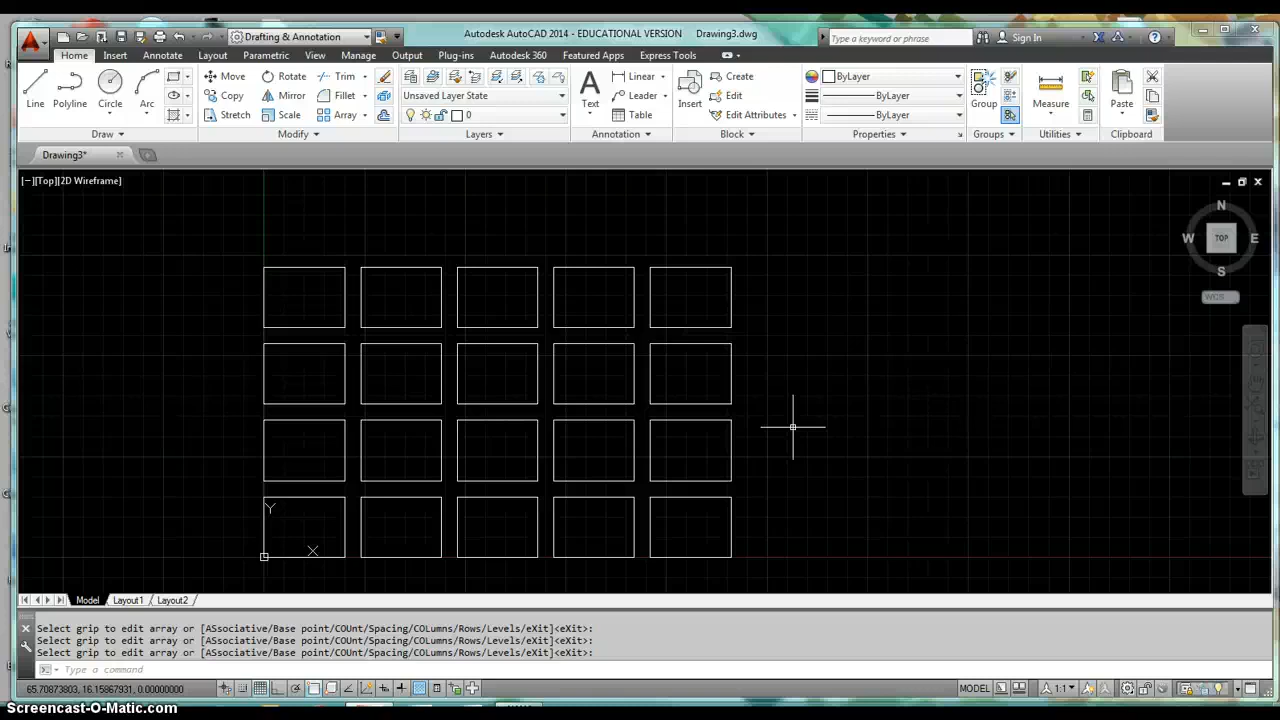 Drafting & Annotation
Autodesk AutoCAD 2014 - EDUCATIONAL VERSION Drawing3.dwg
Type a keyword or phrase
Sign In
Home Insert Annotate Layout Parametric View Manage Output Plug-ins Autodesk 360 Featured Apps Express Tools
Line Polyline Circle Arc
Move Rotate Trim
Copy Mirror Fillet
Stretch Scale Array
Unsaved Layer State
0
Text
Linear
Leader
Table
Insert
Create
Edit
Edit Attributes
ByLayer
ByLayer
ByLayer
Group
Measure
Paste
Draw Modify Layers Annotation Block Properties Groups Utilities Clipboard
Drawing3*
[−][Top][2D Wireframe]
N
W TOP E
S
WCS
Y
X
Model Layout1 Layout2
Select grip to edit array or [ASsociative/Base point/COUnt/Spacing/COLumns/Rows/Levels/eXit]<eXit>:
Select grip to edit array or [ASsociative/Base point/COUnt/Spacing/COLumns/Rows/Levels/eXit]<eXit>:
Select grip to edit array or [ASsociative/Base point/COUnt/Spacing/COLumns/Rows/Levels/eXit]<eXit>:
Type a command
65.70873803, 16.15867931, 0.00000000
MODEL
1:1
Screencast-O-Matic.com